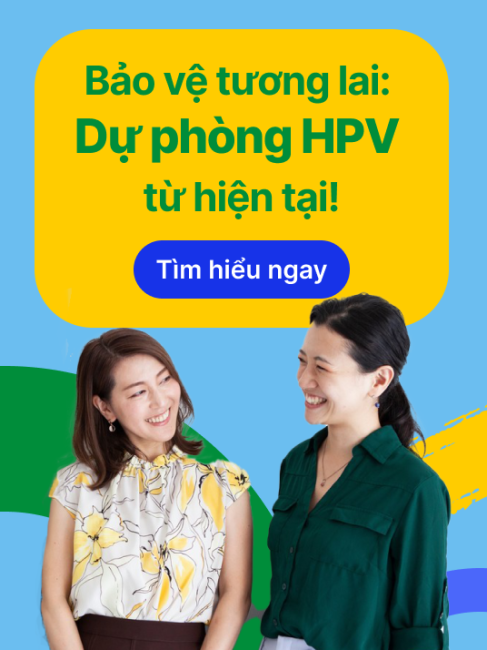 Bảo vệ tương lai:
Dự phòng HPV
từ hiện tại!
Tìm hiểu ngay